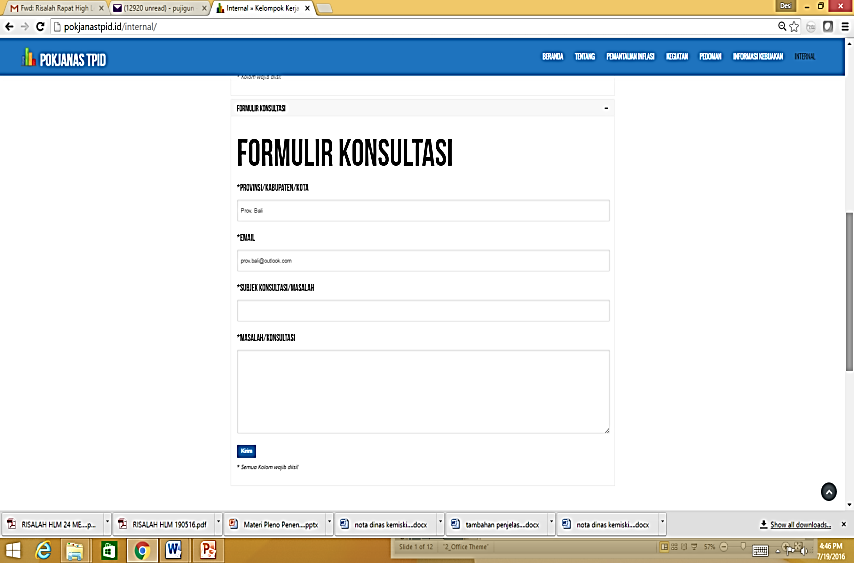 Fwd: Risalah Rapat High L
(12920 unread) - pujigun
Internal » Kelompok Kerja
Des
pokjanastpid.id/internal/
POKJANAS TPID
BERANDA TENTANG PEMANTAUAN INFLASI KEGIATAN PEDOMAN INFORMASI KEBIJAKAN INTERNAL
* Kolom wajib diisi!
FORMULIR KONSULTASI -
FORMULIR KONSULTASI
*PROVINSI/KABUPATEN/KOTA
Prov. Bali
*EMAIL
prov.bali@outlook.com
*SUBJEK KONSULTASI/MASALAH
*MASALAH/KONSULTASI
Kirim
* Semua Kolom wajib diisi!
RISALAH HLM 24 ME....p...
RISALAH HLM 190516.pdf
Materi Pleno Penen....pptx
nota dinas kemiski....docx
tambahan penjelas....docx
nota dinas kemiski....docx
Show all downloads...
Slide 1 of 12 "2_Office Theme" 57%
4:46 PM
7/19/2016